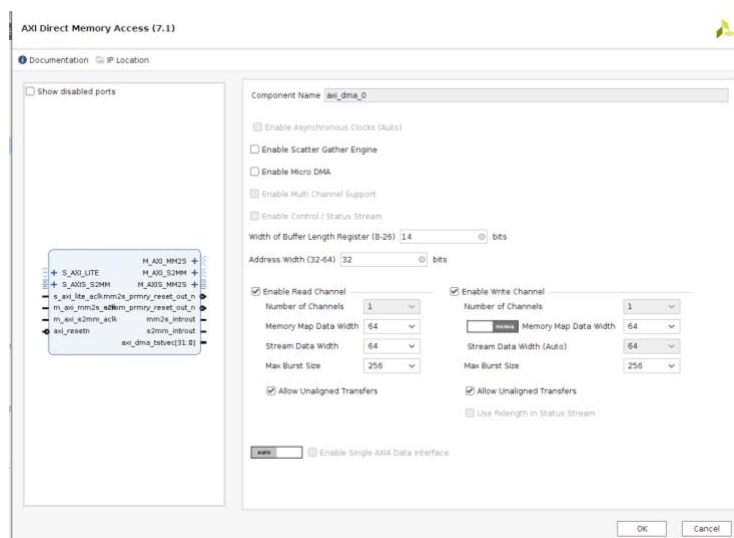 AXI Direct Memory Access (7.1)
Documentation IP Location
Show disabled ports
M_AXI_MM2S
S_AXI_LITE M_AXI_S2MM
S_AXIS_S2MM M_AXIS_MM2S
s_axi_lite_aclk mm2s_prmry_reset_out_n
s2mm_prmry_reset_out_n
m_axi_s2mm_aclk mm2s_introut
axi_resetn s2mm_introut
axi_dma_tstvec[31:0]
Component Name axi_dma_0
Enable Asynchronous Clocks (Auto)
Enable Scatter Gather Engine
Enable Micro DMA
Enable Multi Channel Support
Enable Control / Status Stream
Width of Buffer Length Register (8-26) 14 bits
Address Width (32-64) 32 bits
Enable Read Channel
Number of Channels 1
Memory Map Data Width 64
Stream Data Width 64
Max Burst Size 256
Allow Unaligned Transfers
Enable Write Channel
Number of Channels 1
MANUAL Memory Map Data Width 64
Stream Data Width (Auto) 64
Max Burst Size 256
Allow Unaligned Transfers
Use Rxlength In Status Stream
AUTO Enable Single AXI4 Data Interface
OK Cancel